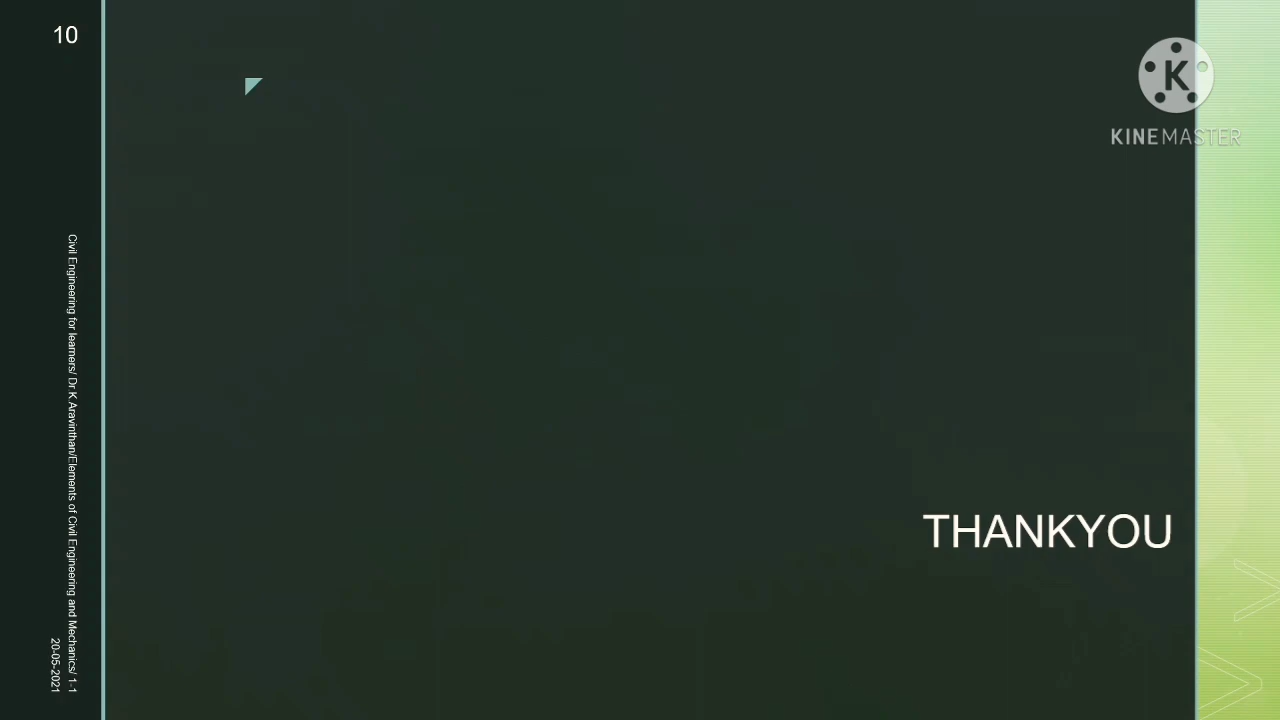 10
KINEMASTER
THANKYOU
Civil Engineering for learners/ Dr.K.Aravinthan/Elements of Civil Engineering and Mechanics/ 1-1
20-05-2021